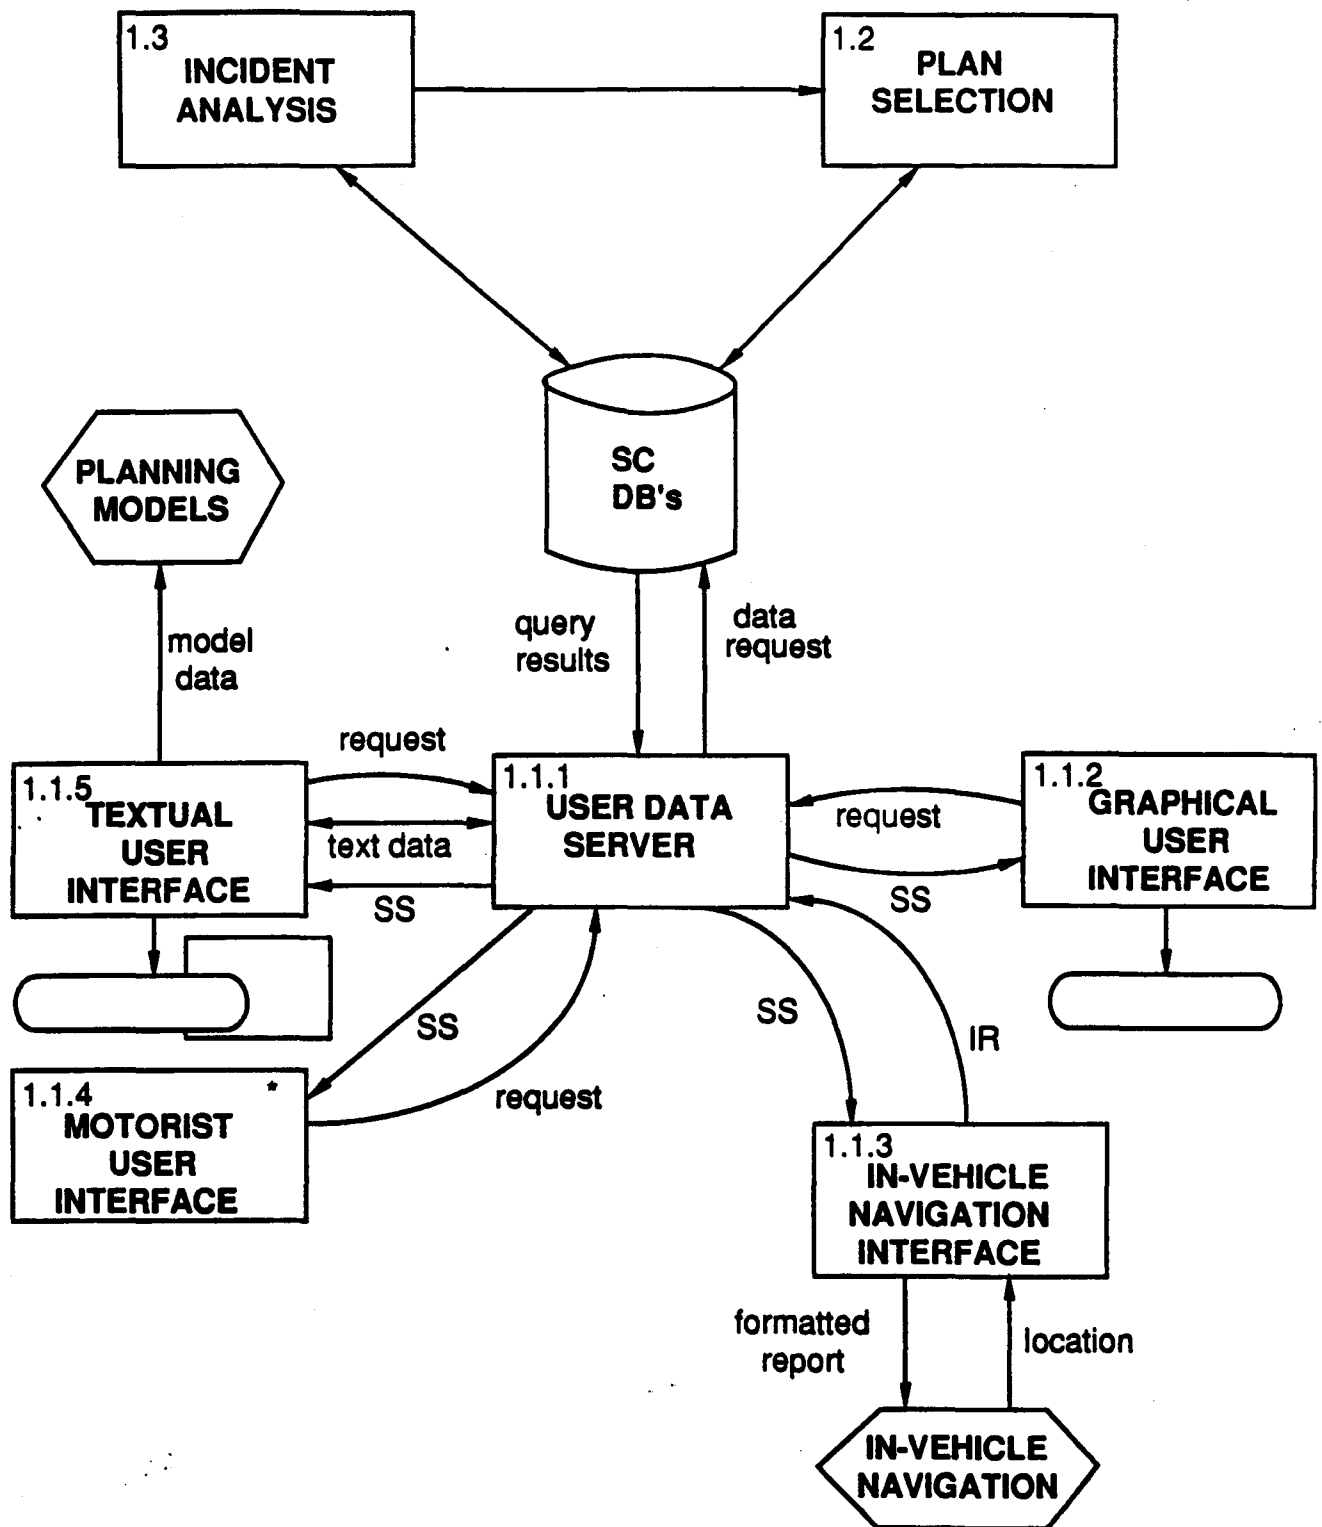 1.3
INCIDENT
ANALYSIS
1.2
PLAN
SELECTION
PLANNING
MODELS
SC
DB's
model
data
query
results
data
request
request
1.1.5
TEXTUAL
USER
INTERFACE
text data
SS
1.1.1
USER DATA
SERVER
request
SS
1.1.2
GRAPHICAL
USER
INTERFACE
SS
request
SS
IR
1.1.4 *
MOTORIST
USER
INTERFACE
1.1.3
IN-VEHICLE
NAVIGATION
INTERFACE
formatted
report
location
IN-VEHICLE
NAVIGATION